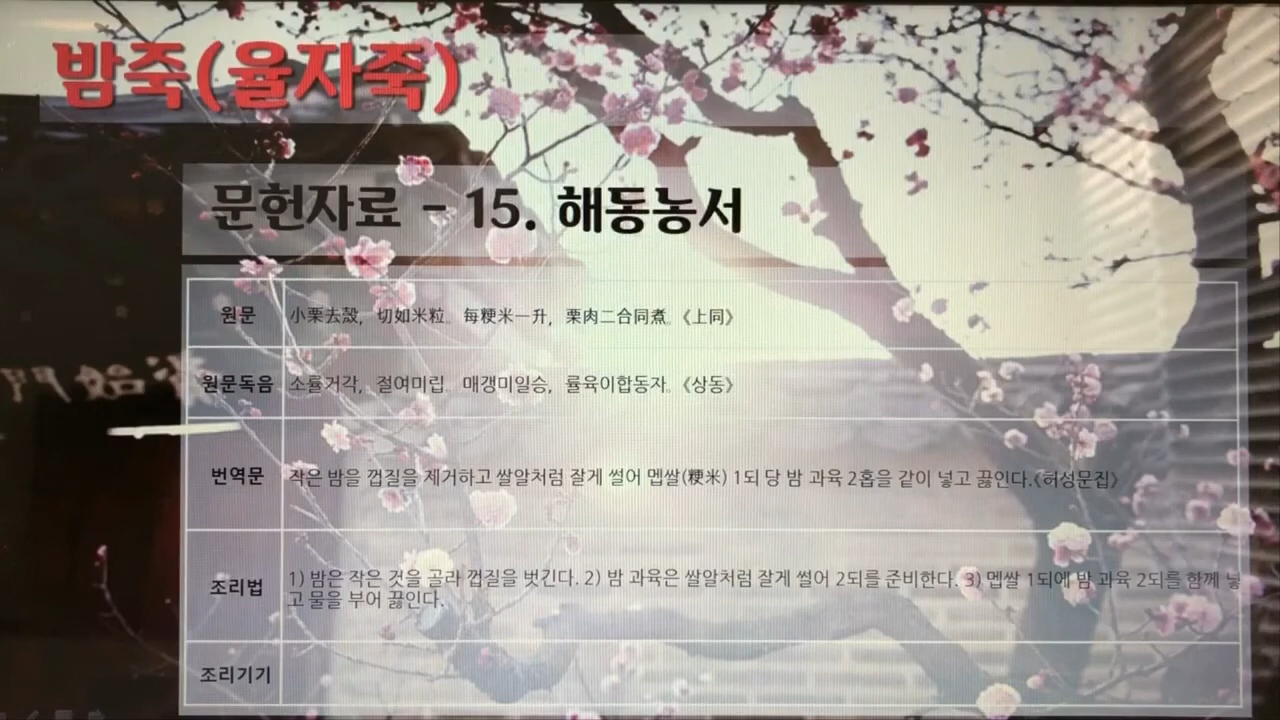 밤죽(율자죽)
문헌자료 - 15. 해동농서
원문 小栗去殼, 切如米粒. 每粳米一升, 栗肉二合同煮.《上同》
원문독음 소률거각, 절여미립. 매갱미일승, 률육이합동자.《상동》
번역문 작은 밤을 껍질을 제거하고 쌀알처럼 잘게 썰어 멥쌀(粳米) 1되 당 밤 과육 2홉을 같이 넣고 끓인다.《허성문집》
조리법 1) 밤은 작은 것을 골라 껍질을 벗긴다. 2) 밤 과육은 쌀알처럼 잘게 썰어 2되를 준비한다. 3) 멥쌀 1되에 밤 과육 2되를 함께 넣
고 물을 부어 끓인다.
조리기기